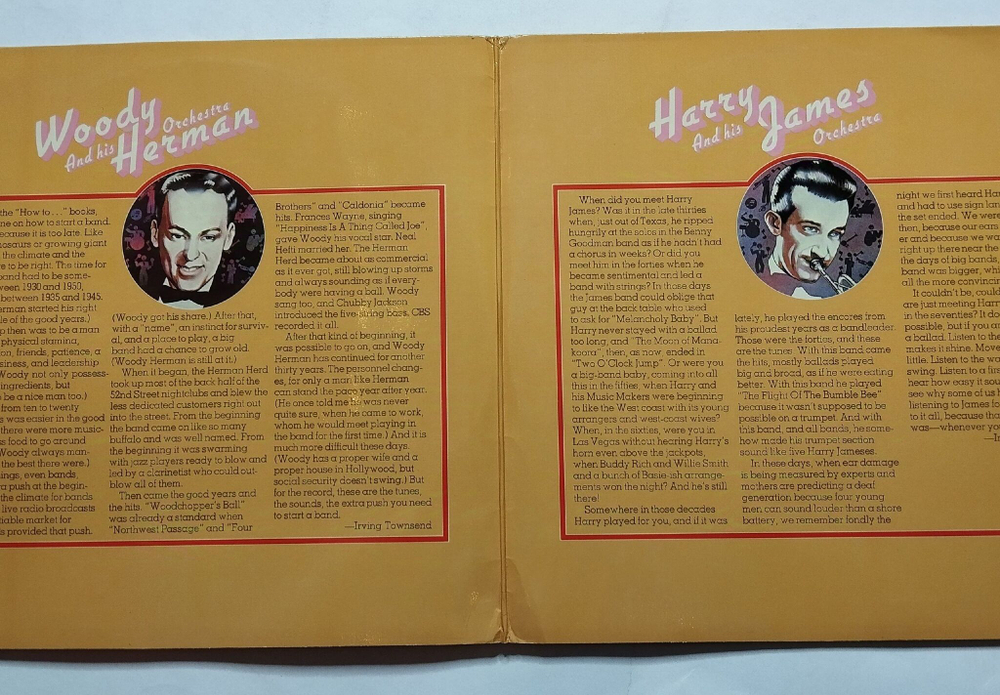 Woody
Herman
And his
Orchestra
the "How to..." books,
ne on how to start a band.
ecause it is too late. Like
nosaurs or growing giant
the climate and the
re to be right. The time for
band had to be some-
ween 1930 and 1950,
between 1935 and 1945.
erman started his right
le of the good years.)
p then was to be a man
physical stamina,
on, friends, patience, a
siness, and leadership
Woody not only possess-
ingredients, but
be a nice man too.)
from ten to twenty
was easier in the good
there were more music-
s food to go around
Woody always man-
the best there were.)
ings, even bands,
a push at the begin-
the climate for bands
live radio broadcasts
iable market for
s provided that push.
(Woody got his share.) After that,
with a "name", an instinct for surviv-
al, and a place to play, a big
band had a chance to grow old.
(Woody Herman is still at it.)
When it began, the Herman Herd
took up most of the back half of the
52nd Street nightclubs and blew the
less dedicated customers right out
into the street. From the beginning
the band came on like so many
buffalo and was well named. From
the beginning it was swarming
with jazz players ready to blow and
led by a clarinetist who could out-
blow all of them.
Then came the good years and
the hits. "Woodchopper's Ball"
was already a standard when
"Northwest Passage" and "Four
Brothers" and "Caldonia" became
hits. Frances Wayne, singing
"Happiness Is A Thing Called Joe",
gave Woody his vocal star. Neal
Hefti married her. The Herman
Herd became about as commercial
as it ever got, still blowing up storms
and always sounding as if every-
body were having a ball. Woody
sang too, and Chubby Jackson
introduced the five-string bass. CBS
recorded it all.
After that kind of beginning, it
was possible to go on, and Woody
Herman has continued for another
thirty years. The personnel chang-
es, for only a man like Herman
can stand the pace year after year.
(He once told me he was never
quite sure, when he came to work,
whom he would meet playing in
the band for the first time.) And it is
much more difficult these days.
(Woody has a proper wife and a
proper house in Hollywood, but
social security doesn't swing.) But
for the record, these are the tunes,
the sounds, the extra push you need
to start a band.
—Irving Townsend
Harry
James
And his
Orchestra
When did you meet Harry
James? Was it in the late thirties
when, just out of Texas, he ripped
hungrily at the solos in the Benny
Goodman band as if he hadn't had
a chorus in weeks? Or did you
meet him in the forties when he
became sentimental and led a
band with strings? In those days
the James band could oblige that
guy at the back table who used
to ask for "Melancholy Baby". But
Harry never stayed with a ballad
too long, and "The Moon of Mana-
koora", then, as now, ended in
"Two O'Clock Jump". Or were you
a big-band baby, coming into all
this in the fifties, when Harry and
his Music Makers were beginning
to like the West coast with its young
arrangers and west-coast wives?
When, in the sixties, were you in
Las Vegas without hearing Harry's
horn even above the jackpots,
when Buddy Rich and Willie Smith
and a bunch of Basie-ish arrange-
ments won the night? And he's still
there!
Somewhere in those decades
Harry played for you, and if it was
lately, he played the encores from
his proudest years as a bandleader.
Those were the forties, and these
are the tunes. With this band came
the hits, mostly ballads played
big and broad, as if he were eating
better. With this band he played
"The Flight Of The Bumble Bee"
because it wasn't supposed to be
possible on a trumpet. And with
this band, and all bands, he some-
how made his trumpet section
sound like five Harry Jameses.
In these days, when ear damage
is being measured by experts and
mothers are predicting a deaf
generation because four young
men can sound louder than a shore
battery, we remember fondly the
night we first heard Har
and had to use sign lan
the set ended. We were
then, because our ears
er and because we wa
right up there near the
the days of big bands,
band was bigger, whi
all the more convincin
It couldn't be, could
are just meeting Harr
in the seventies? It do
possible, but if you ar
a ballad. Listen to the
makes it shine. Move
little. Listen to the wa
swing. Listen to a first
hear how easy it sou
see why some of us h
listening to James fo
to it all, because tha
was—whenever you
—Ir